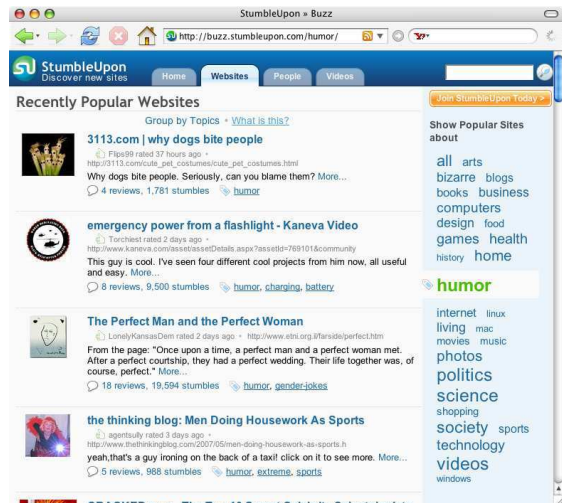 StumbleUpon » Buzz
http://buzz.stumbleupon.com/humor/
StumbleUpon
Discover new sites
Home Websites People Videos
Recently Popular Websites
Group by Topics • What is this?
3113.com | why dogs bite people
Flips99 rated 37 hours ago •
http://3113.com/cute_pet_costumes/cute_pet_costumes.html
Why dogs bite people. Seriously, can you blame them? More...
4 reviews, 1,781 stumbles humor
emergency power from a flashlight - Kaneva Video
Torchiest rated 2 days ago •
http://www.kaneva.com/asset/assetDetails.aspx?assetId=769101&community
This guy is cool. I've seen four different cool projects from him now, all useful
and easy. More...
8 reviews, 9,500 stumbles humor, charging, battery
The Perfect Man and the Perfect Woman
LonelyKansasDem rated 2 days ago • http://www.etni.org.il/farside/perfect.htm
From the page: "Once upon a time, a perfect man and a perfect woman met.
After a perfect courtship, they had a perfect wedding. Their life together was, of
course, perfect." More...
18 reviews, 19,594 stumbles humor, gender-jokes
the thinking blog: Men Doing Housework As Sports
agentsully rated 3 days ago •
http://www.thethinkingblog.com/2007/05/men-doing-housework-as-sports.h
yeah,that's a guy ironing on the back of a taxi! click on it to see more. More...
5 reviews, 988 stumbles humor, extreme, sports
Join StumbleUpon Today >
Show Popular Sites
about
all arts
bizarre blogs
books business
computers
design food
games health
history home
humor
internet linux
living mac
movies music
photos
politics
science
shopping
society sports
technology
videos
windows